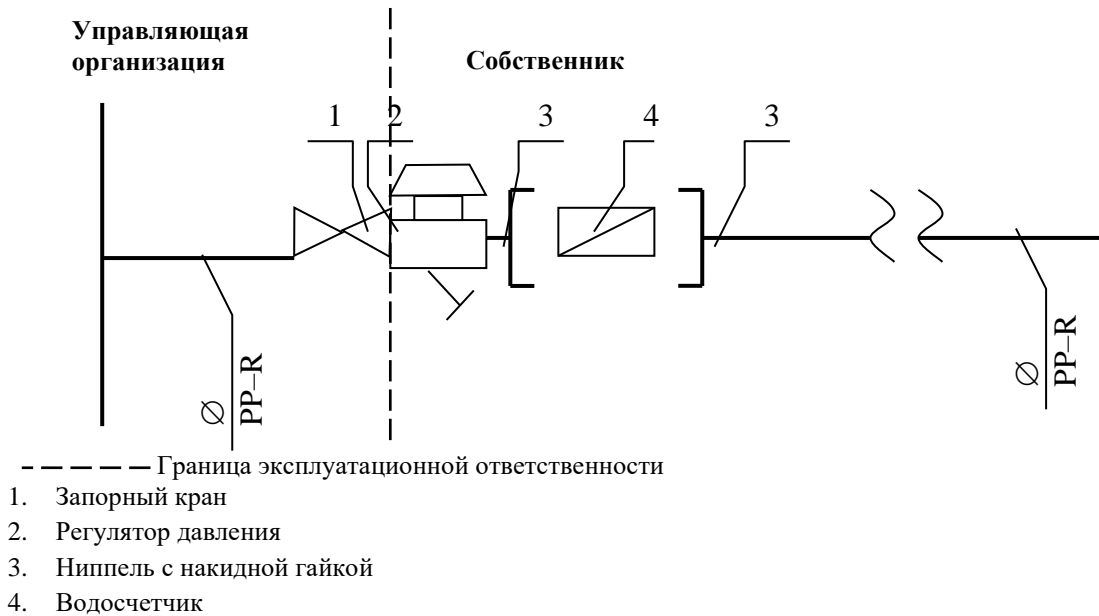 Управляющая
организация
Собственник
1
2
3
4
3
∅
PP–R
∅
PP–R
– – — — — — Граница эксплуатационной ответственности
1. Запорный кран
2. Регулятор давления
3. Ниппель с накидной гайкой
4. Водосчетчик